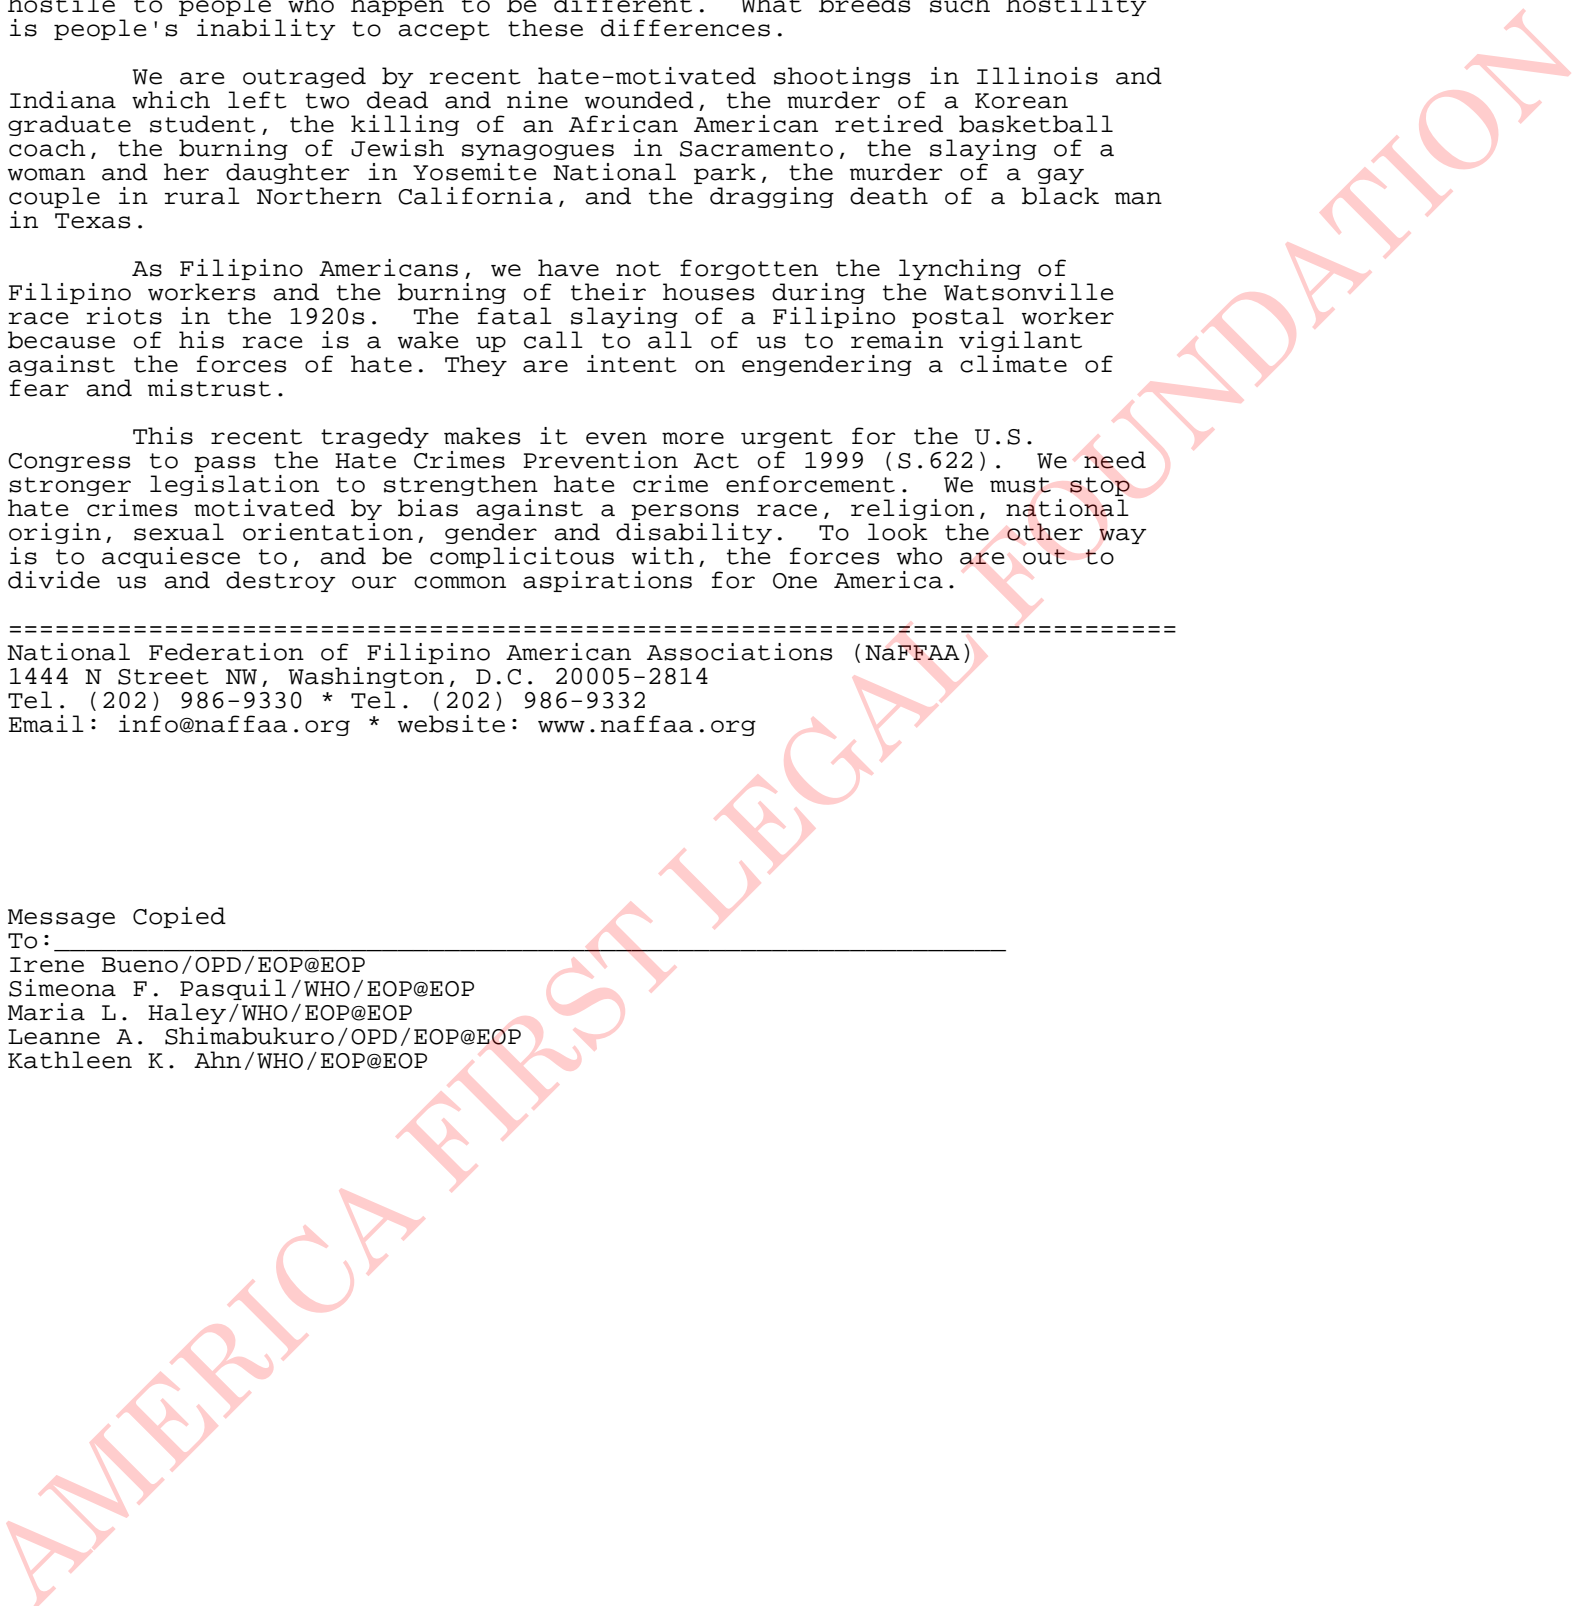 hostile to people who happen to be different.  What breeds such hostility
is people's inability to accept these differences.
We are outraged by recent hate-motivated shootings in Illinois and
Indiana which left two dead and nine wounded, the murder of a Korean
graduate student, the killing of an African American retired basketball
coach, the burning of Jewish synagogues in Sacramento, the slaying of a
woman and her daughter in Yosemite National park, the murder of a gay
couple in rural Northern California, and the dragging death of a black man
in Texas.
As Filipino Americans, we have not forgotten the lynching of
Filipino workers and the burning of their houses during the Watsonville
race riots in the 1920s.  The fatal slaying of a Filipino postal worker
because of his race is a wake up call to all of us to remain vigilant
against the forces of hate. They are intent on engendering a climate of
fear and mistrust.
This recent tragedy makes it even more urgent for the U.S.
Congress to pass the Hate Crimes Prevention Act of 1999 (S.622).  We need
stronger legislation to strengthen hate crime enforcement.  We must stop
hate crimes motivated by bias against a persons race, religion, national
origin, sexual orientation, gender and disability.  To look the other way
is to acquiesce to, and be complicitous with, the forces who are out to
divide us and destroy our common aspirations for One America.
===========================================================================
National Federation of Filipino American Associations (NaFFAA)
1444 N Street NW, Washington, D.C. 20005-2814
Tel. (202) 986-9330 * Tel. (202) 986-9332
Email: info@naffaa.org * website: www.naffaa.org
Message Copied
To:_____________________________________________________________
Irene Bueno/OPD/EOP@EOP
Simeona F. Pasquil/WHO/EOP@EOP
Maria L. Haley/WHO/EOP@EOP
Leanne A. Shimabukuro/OPD/EOP@EOP
Kathleen K. Ahn/WHO/EOP@EOP
AMERICA FIRST LEGAL FOUNDATION